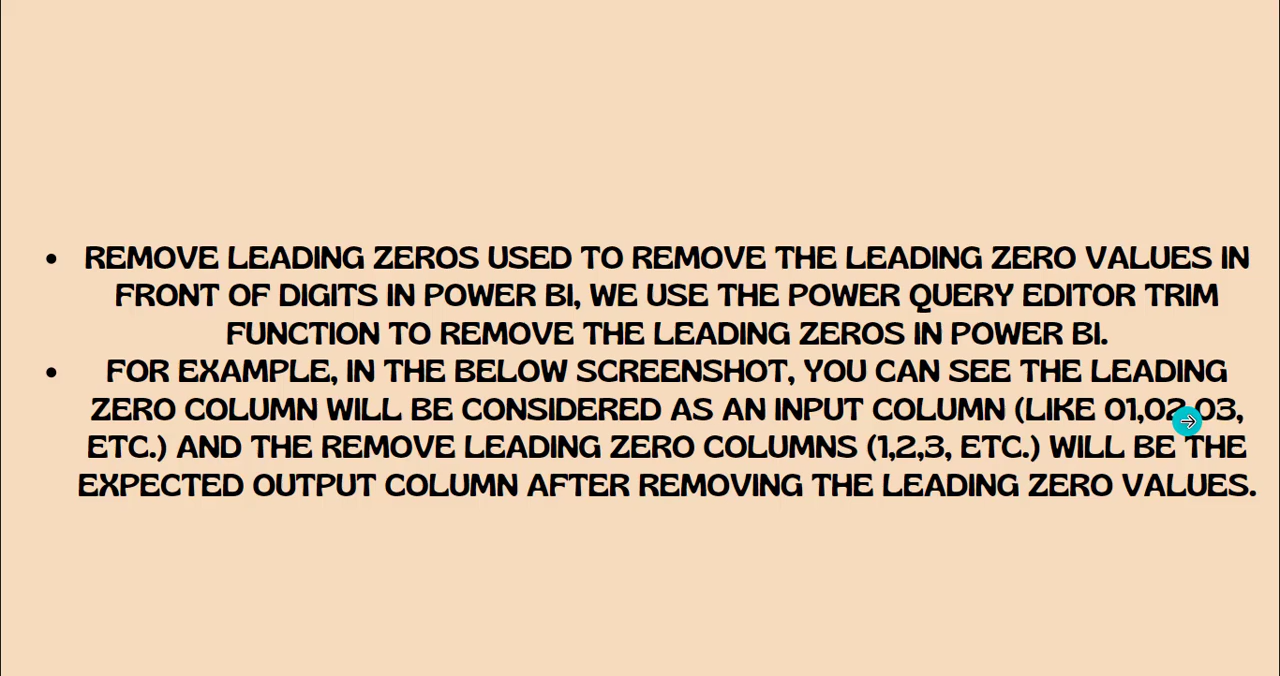 • REMOVE LEADING ZEROS USED TO REMOVE THE LEADING ZERO VALUES IN
FRONT OF DIGITS IN POWER BI, WE USE THE POWER QUERY EDITOR TRIM
FUNCTION TO REMOVE THE LEADING ZEROS IN POWER BI.
• FOR EXAMPLE, IN THE BELOW SCREENSHOT, YOU CAN SEE THE LEADING
ZERO COLUMN WILL BE CONSIDERED AS AN INPUT COLUMN (LIKE 01,02,03,
ETC.) AND THE REMOVE LEADING ZERO COLUMNS (1,2,3, ETC.) WILL BE THE
EXPECTED OUTPUT COLUMN AFTER REMOVING THE LEADING ZERO VALUES.